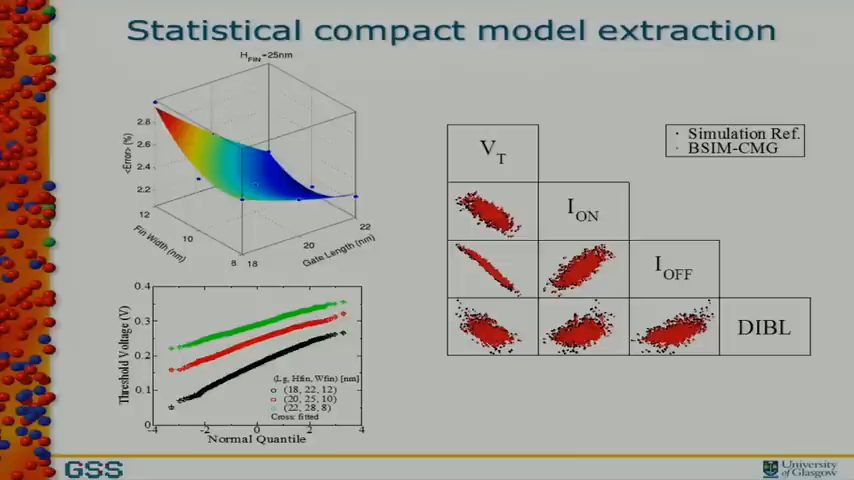 Statistical compact model extraction
H_FIN=25nm
<Error> (%)
2.8
2.6
2.4
2.2
12
10
8
Fin Width (nm)
18
20
22
Gate Length (nm)
Simulation Ref.
BSIM-CMG
V_T
I_ON
I_OFF
DIBL
Threshold Voltage (V)
0.4
0.3
0.2
0.1
0
-4
-2
0
2
4
Normal Quantile
(Lg, Hfin, Wfin) [nm]
(18, 22, 12)
(20, 25, 10)
(22, 28, 8)
Cross: fitted
GSS
University
of Glasgow